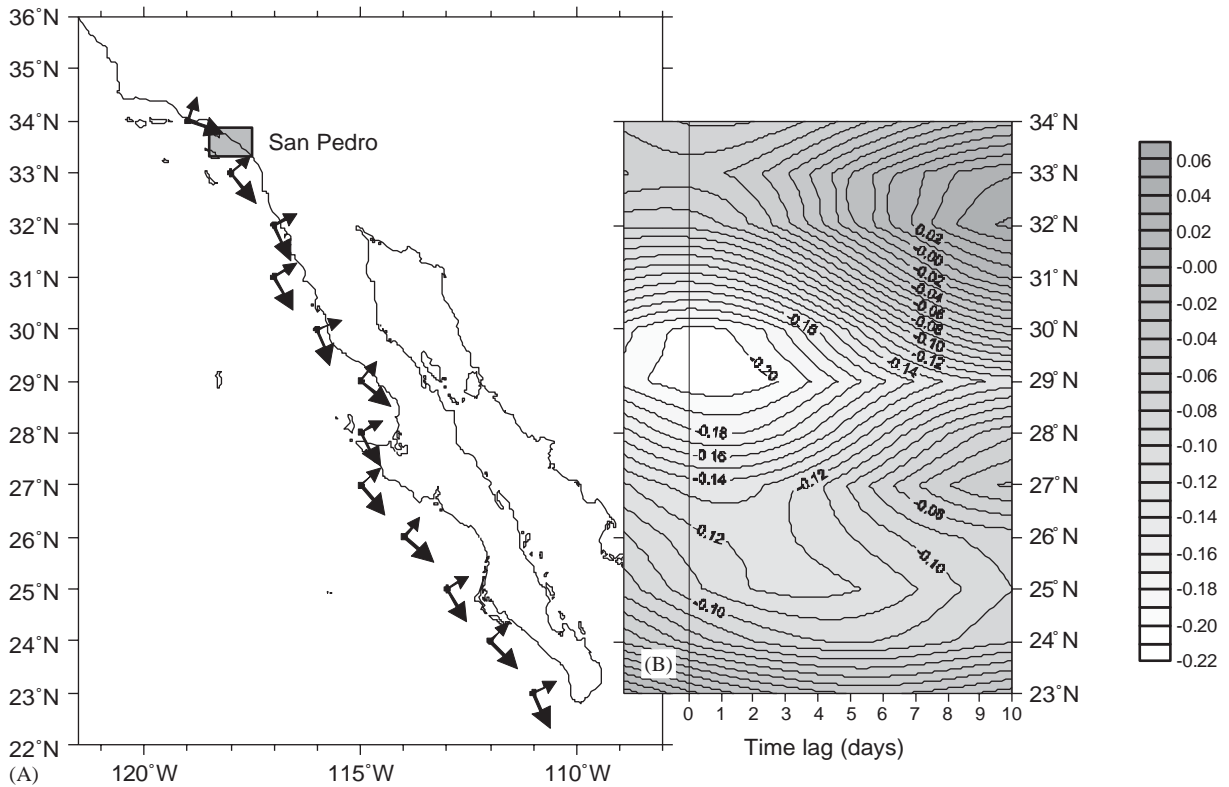 36°N
35°N
34°N
33°N
32°N
31°N
30°N
29°N
28°N
27°N
26°N
25°N
24°N
23°N
22°N
(A)
120°W
115°W
110°W
San Pedro
34°N
33°N
32°N
31°N
30°N
29°N
28°N
27°N
26°N
25°N
24°N
23°N
0.02
-0.00
-0.02
-0.04
-0.06
-0.08
-0.10
-0.12
-0.14
-0.18
-0.20
-0.18
-0.16
-0.14
-0.12
-0.08
-0.12
-0.10
-0.10
(B)
0 1 2 3 4 5 6 7 8 9 10
Time lag (days)
0.06
0.04
0.02
-0.00
-0.02
-0.04
-0.06
-0.08
-0.10
-0.12
-0.14
-0.16
-0.18
-0.20
-0.22